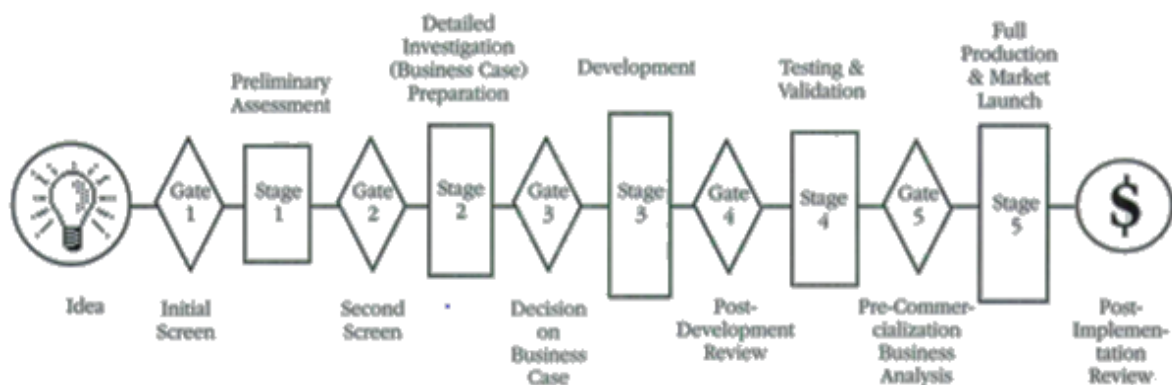 Preliminary
Assessment
Detailed
Investigation
(Business Case)
Preparation
Development
Testing &
Validation
Full
Production
& Market
Launch
Gate
1
Stage
1
Gate
2
Stage
2
Gate
3
Stage
3
Gate
4
Stage
4
Gate
5
Stage
5
$
Idea
Initial
Screen
Second
Screen
Decision
on
Business
Case
Post-
Development
Review
Pre-Commer-
cialization
Business
Analysis
Post-
Implemen-
tation
Review